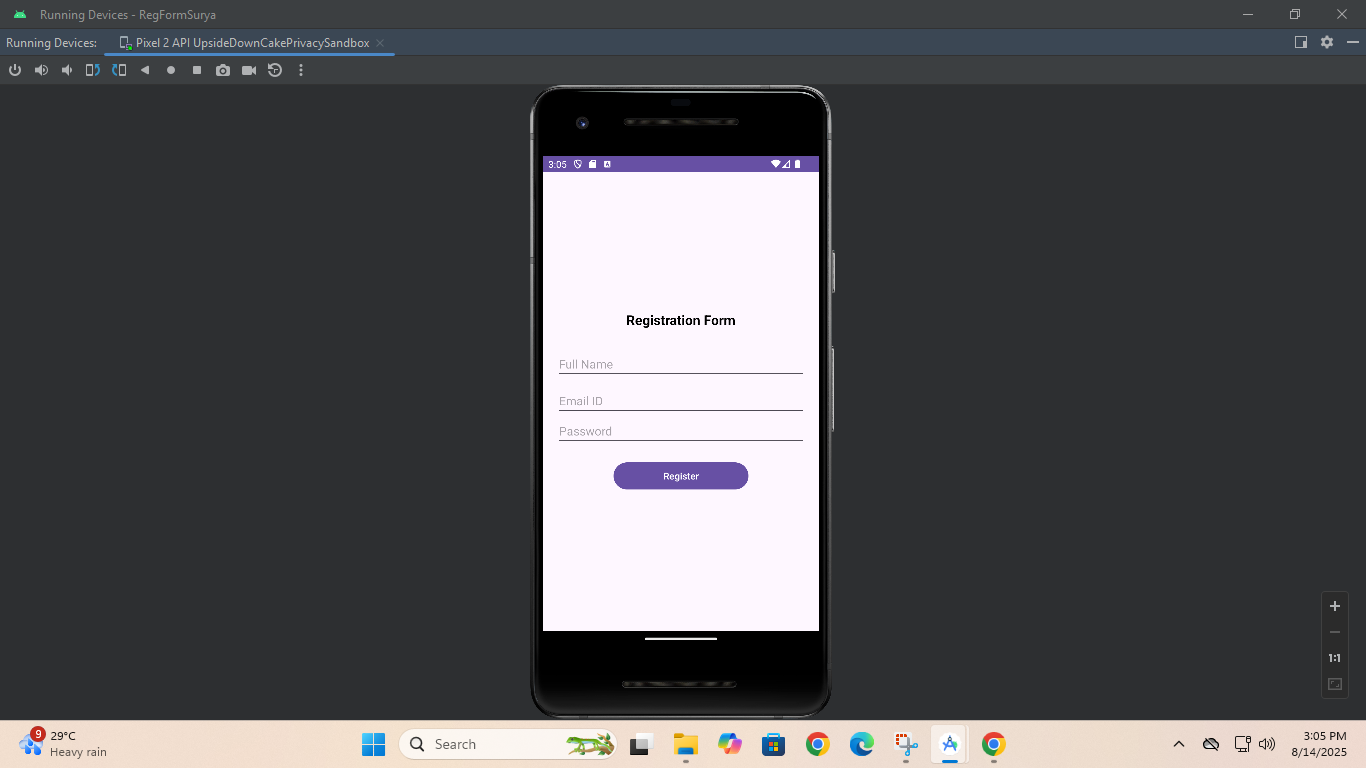 Running Devices - RegFormSurya
Running Devices:
Pixel 2 API UpsideDownCakePrivacySandbox
3:05
A
Registration Form
Full Name
Email ID
Password
Register
1:1
9
29°C
Heavy rain
Search
3:05 PM
8/14/2025